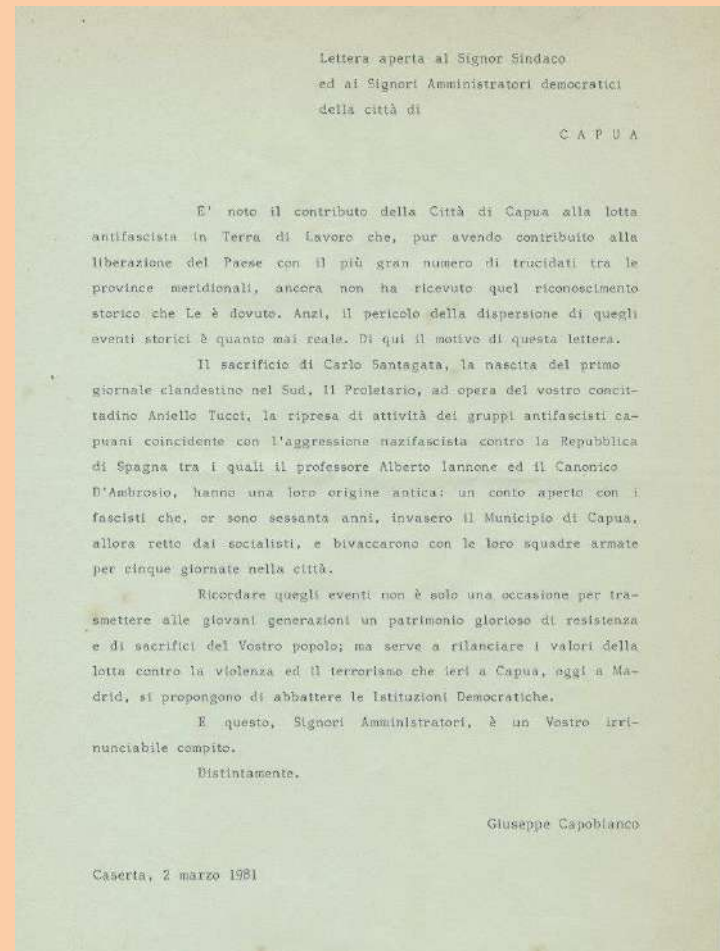 Lettera aperta al Signor Sindaco
ed ai Signori Amministratori democratici
della città di
C A P U A
E' noto il contributo della Città di Capua alla lotta
antifascista in Terra di Lavoro che, pur avendo contribuito alla
liberazione del Paese con il più gran numero di trucidati tra le
province meridionali, ancora non ha ricevuto quel riconoscimento
storico che Le è dovuto. Anzi, il pericolo della dispersione di quegli
eventi storici è quanto mai reale. Di qui il motivo di questa lettera.
Il sacrificio di Carlo Santagata, la nascita del primo
giornale clandestino nel Sud, Il Proletario, ad opera del vostro concit-
tadino Aniello Tucci, la ripresa di attività dei gruppi antifascisti ca-
puani coincidente con l'aggressione nazifascista contro la Repubblica
di Spagna tra i quali il professore Alberto Iannone ed il Canonico
D'Ambrosio, hanno una loro origine antica: un conto aperto con i
fascisti che, or sono sessanta anni, invasero il Municipio di Capua,
allora retto dai socialisti, e bivaccarono con le loro squadre armate
per cinque giornate nella città.
Ricordare quegli eventi non è solo una occasione per tra-
smettere alle giovani generazioni un patrimonio glorioso di resistenza
e di sacrifici del Vostro popolo; ma serve a rilanciare i valori della
lotta contro la violenza ed il terrorismo che ieri a Capua, oggi a Ma-
drid, si propongono di abbattere le Istituzioni Democratiche.
E questo, Signori Amministratori, è un Vostro irri-
nunciabile compito.
Distintamente.
Giuseppe Capobianco
Caserta, 2 marzo 1981